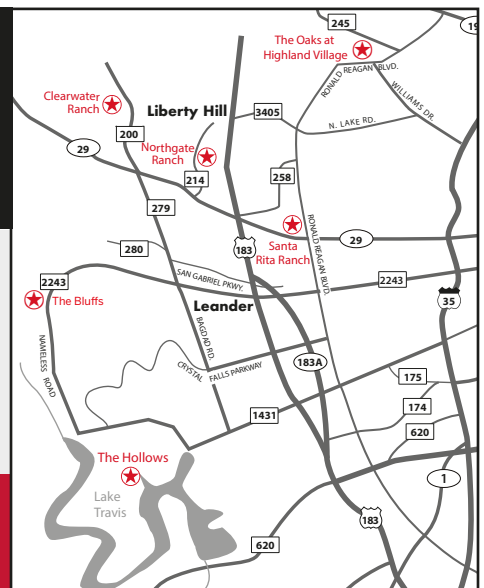 245
19
The Oaks at
Highland Village
RONALD REAGAN BLVD.
WILLIAMS DR.
Clearwater
Ranch
Liberty Hill
3405
N. LAKE RD.
200
29
Northgate
Ranch
214
258
279
RONALD REAGAN BLVD.
Santa
Rita Ranch
29
183
280
SAN GABRIEL PKWY.
2243
2243
The Bluffs
Leander
35
NAMELESS ROAD
BAGDAD RD.
CRYSTAL FALLS PARKWAY
183A
175
174
1431
620
The Hollows
Lake
Travis
1
183
620